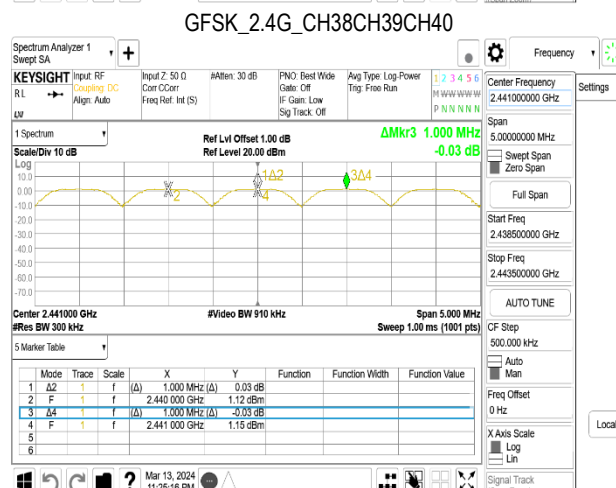 GFSK_2.4G_CH38CH39CH40
Spectrum Analyzer 1
Swept SA
Frequency
KEYSIGHT
RL
Input: RF
Coupling: DC
Align: Auto
Input Z: 50 Ω
Corr CCorr
Freq Ref: Int (S)
#Atten: 30 dB
PNO: Best Wide
Gate: Off
IF Gain: Low
Sig Track: Off
Avg Type: Log-Power
Trig: Free Run
1 2 3 4 5 6
M W W W W W
P N N N N N
1 Spectrum
Scale/Div 10 dB
Ref Lvl Offset 1.00 dB
Ref Level 20.00 dBm
ΔMkr3 1.000 MHz
-0.03 dB
Log
10.0
0.00
-10.0
-20.0
-30.0
-40.0
-50.0
-60.0
-70.0
2
1Δ2
4
3Δ4
Center 2.441000 GHz
#Res BW 300 kHz
#Video BW 910 kHz
Span 5.000 MHz
Sweep 1.00 ms (1001 pts)
5 Marker Table
Mode Trace Scale X Y Function Function Width Function Value
1 Δ2 1 f (Δ) 1.000 MHz (Δ) 0.03 dB
2 F 1 f 2.440 000 GHz 1.12 dBm
3 Δ4 1 f (Δ) 1.000 MHz (Δ) -0.03 dB
4 F 1 f 2.441 000 GHz 1.15 dBm
5
6
Mar 13, 2024
11:25:16 PM
Center Frequency
2.441000000 GHz
Settings
Span
5.00000000 MHz
Swept Span
Zero Span
Full Span
Start Freq
2.438500000 GHz
Stop Freq
2.443500000 GHz
AUTO TUNE
CF Step
500.000 kHz
Auto
Man
Freq Offset
0 Hz
Local
X Axis Scale
Log
Lin
Signal Track